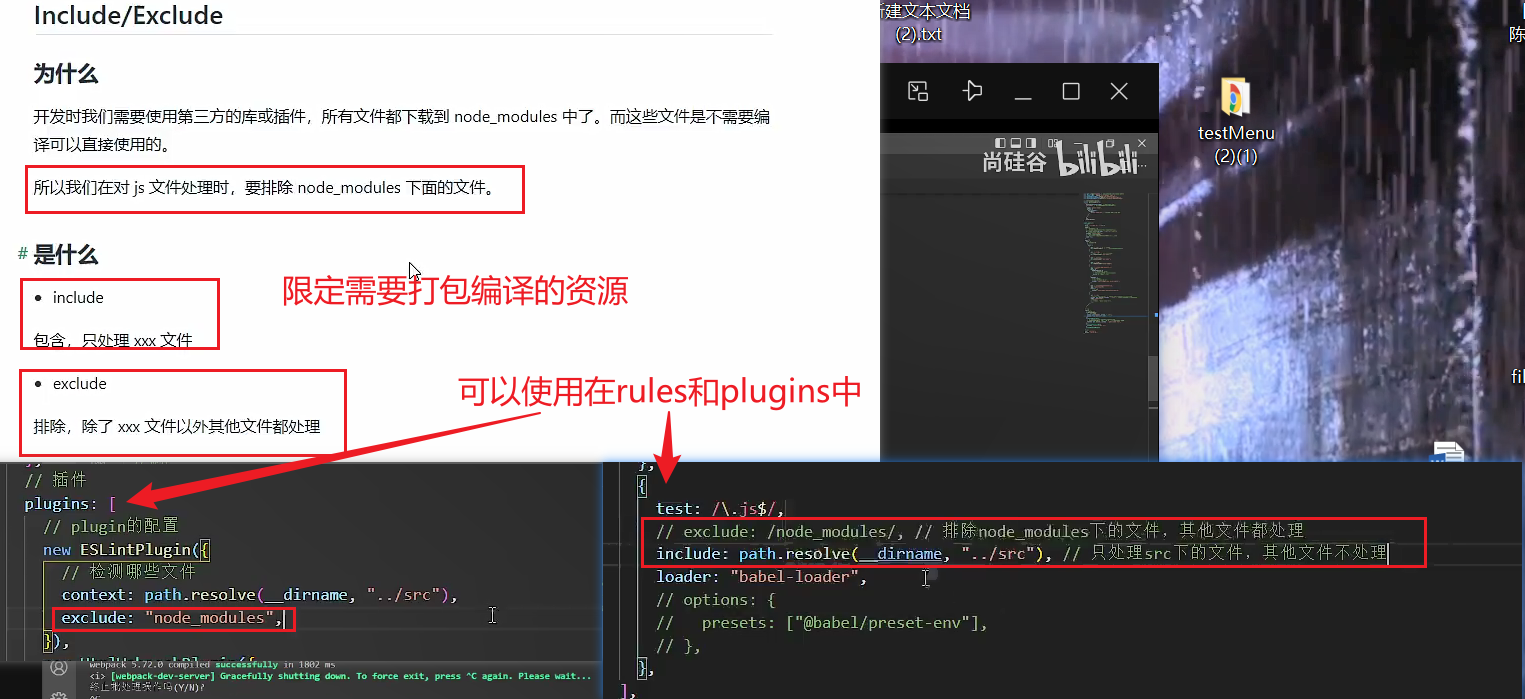 Include/Exclude
为什么
开发时我们需要使用第三方的库或插件，所有文件都下载到 node_modules 中了。而这些文件是不需要编
译可以直接使用的。
所以我们在对 js 文件处理时，要排除 node_modules 下面的文件。
# 是什么
• include
包含，只处理 xxx 文件
限定需要打包编译的资源
• exclude
排除，除了 xxx 文件以外其他文件都处理
可以使用在rules和plugins中
// 插件
plugins: [
// plugin的配置
new ESLintPlugin({
// 检测哪些文件
context: path.resolve(__dirname, "../src"),
exclude: "node_modules",
}),
webpack 5.72.0 compiled successfully in 1802 ms
<i> [webpack-dev-server] Gracefully shutting down. To force exit, press ^C again. Please wait...
终止批处理操作吗(Y/N)?
},
{
test: /\.js$/,
// exclude: /node_modules/, // 排除node_modules下的文件，其他文件都处理
include: path.resolve(__dirname, "../src"), // 只处理src下的文件，其他文件不处理
loader: "babel-loader",
// options: {
//   presets: ["@babel/preset-env"],
// },
},
],
建文本文档
(2).txt
尚硅谷 bilibili
testMenu
(2)(1)
陈
fil